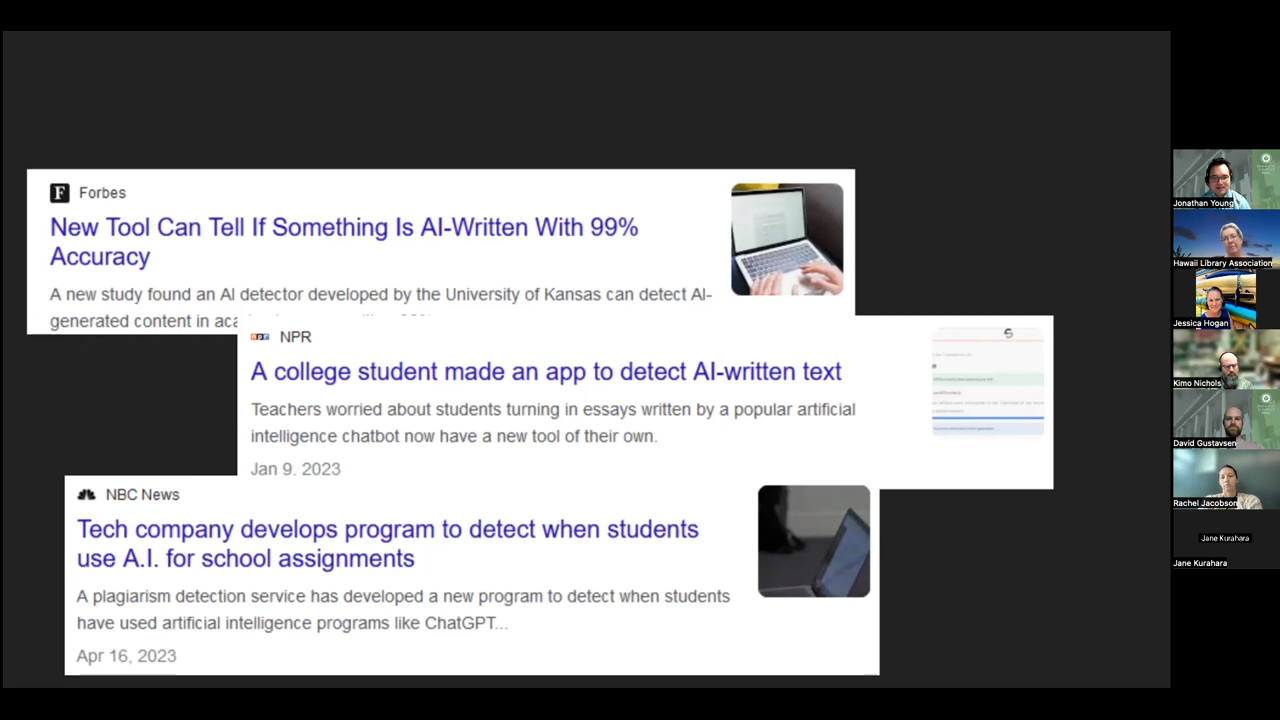 Forbes
New Tool Can Tell If Something Is AI-Written With 99%
Accuracy
A new study found an AI detector developed by the University of Kansas can detect AI-
generated content in
NPR
A college student made an app to detect AI-written text
Teachers worried about students turning in essays written by a popular artificial
intelligence chatbot now have a new tool of their own.
Jan 9, 2023
NBC News
Tech company develops program to detect when students
use A.I. for school assignments
A plagiarism detection service has developed a new program to detect when students
have used artificial intelligence programs like ChatGPT...
Apr 16, 2023
Jonathan Young
Hawaii Library Association
Jessica Hogan
Kimo Nichols
David Gustavsen
Rachel Jacobson
Jane Kurahara
Jane Kurahara